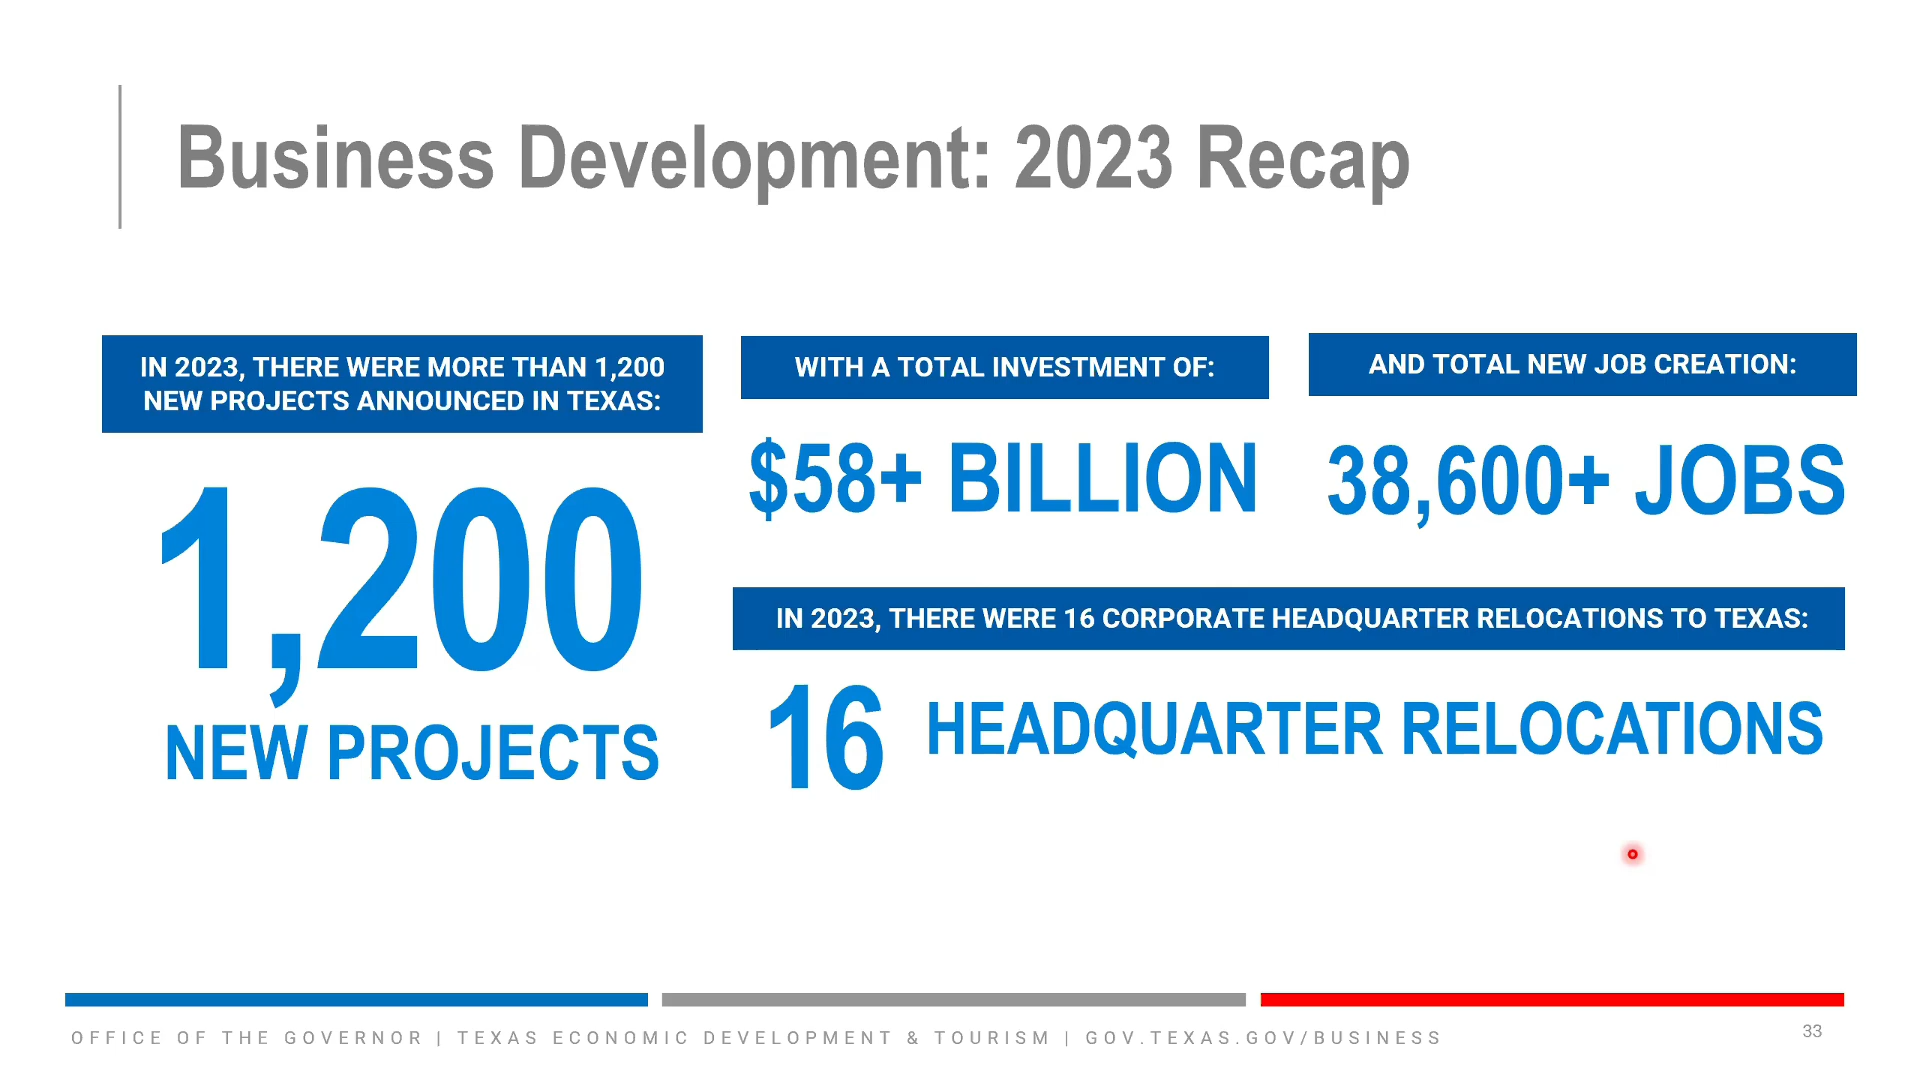 Business Development: 2023 Recap
IN 2023, THERE WERE MORE THAN 1,200
NEW PROJECTS ANNOUNCED IN TEXAS:
1,200
NEW PROJECTS
WITH A TOTAL INVESTMENT OF:
$58+ BILLION
AND TOTAL NEW JOB CREATION:
38,600+ JOBS
IN 2023, THERE WERE 16 CORPORATE HEADQUARTER RELOCATIONS TO TEXAS:
16 HEADQUARTER RELOCATIONS
OFFICE OF THE GOVERNOR | TEXAS ECONOMIC DEVELOPMENT & TOURISM | GOV.TEXAS.GOV/BUSINESS
33